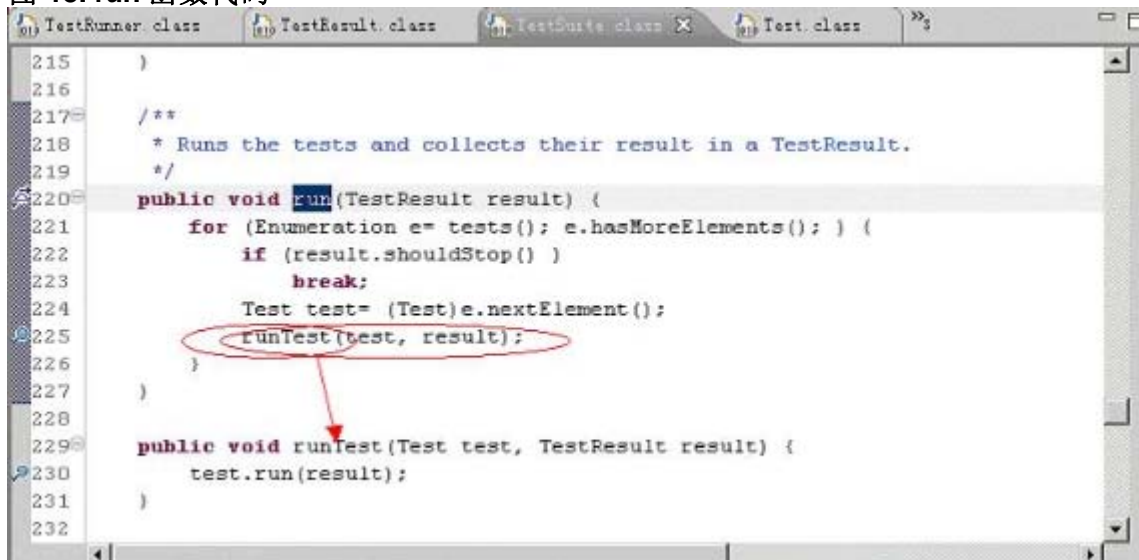 TestRunner.class TestResult.class TestSuite.class Test.class »5
215 }
216
217 /**
218 * Runs the tests and collects their result in a TestResult.
219 */
220 public void run(TestResult result) {
221 for (Enumeration e= tests(); e.hasMoreElements(); ) {
222 if (result.shouldStop() )
223 break;
224 Test test= (Test)e.nextElement();
225 runTest(test, result);
226 }
227 }
228
229 public void runTest(Test test, TestResult result) {
230 test.run(result);
231 }
232